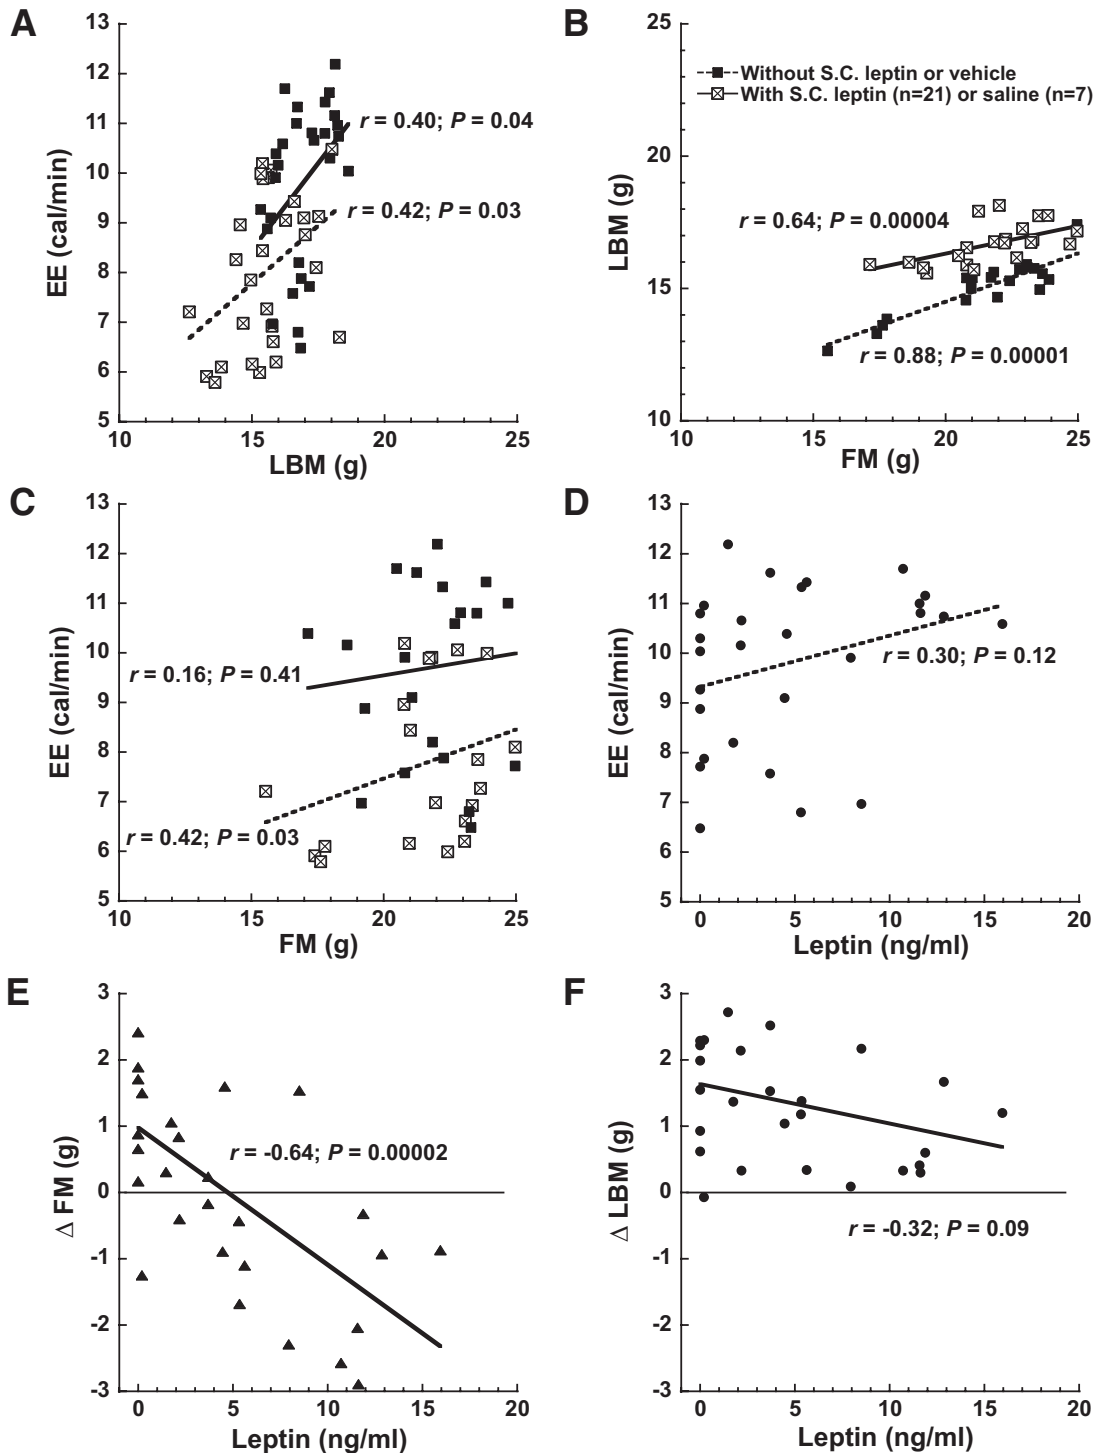 A
13
12
11
10
9
8
7
6
5
EE (cal/min)
r = 0.40; P = 0.04
r = 0.42; P = 0.03
10 15 20 25
LBM (g)
B
25
20
15
10
LBM (g)
Without S.C. leptin or vehicle
With S.C. leptin (n=21) or saline (n=7)
r = 0.64; P = 0.00004
r = 0.88; P = 0.00001
10 15 20 25
FM (g)
C
13
12
11
10
9
8
7
6
5
EE (cal/min)
r = 0.16; P = 0.41
r = 0.42; P = 0.03
10 15 20 25
FM (g)
D
13
12
11
10
9
8
7
6
5
EE (cal/min)
r = 0.30; P = 0.12
0 5 10 15 20
Leptin (ng/ml)
E
3
2
1
0
-1
-2
-3
Δ FM (g)
r = -0.64; P = 0.00002
0 5 10 15 20
Leptin (ng/ml)
F
3
2
1
0
-1
-2
-3
Δ LBM (g)
r = -0.32; P = 0.09
0 5 10 15 20
Leptin (ng/ml)